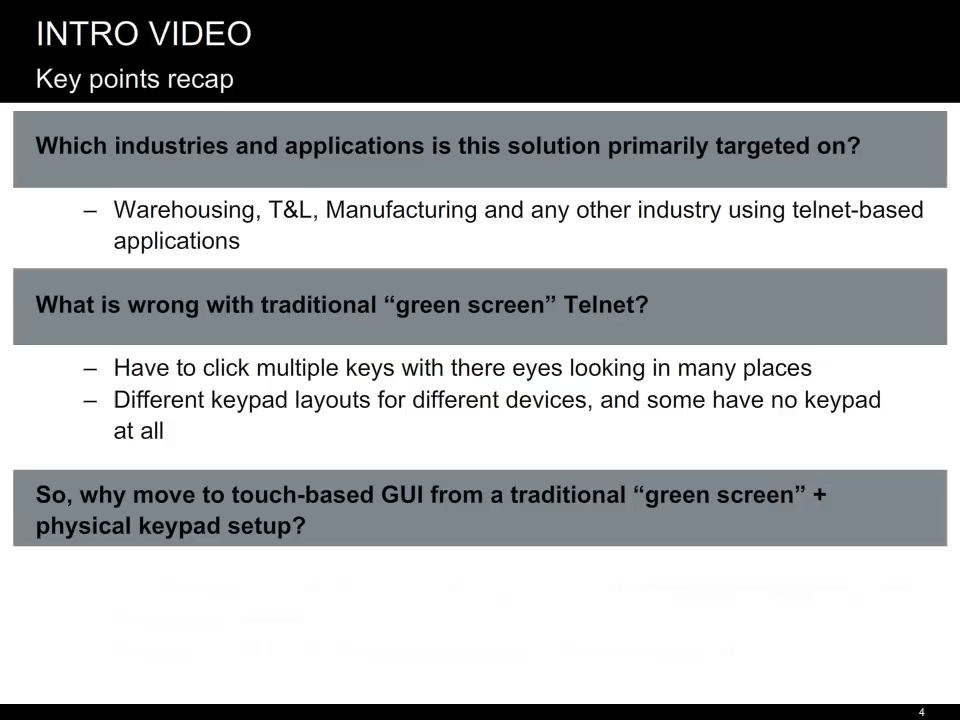 INTRO VIDEO
Key points recap
Which industries and applications is this solution primarily targeted on?
– Warehousing, T&L, Manufacturing and any other industry using telnet-based
applications
What is wrong with traditional “green screen” Telnet?
– Have to click multiple keys with there eyes looking in many places
– Different keypad layouts for different devices, and some have no keypad
at all
So, why move to touch-based GUI from a traditional “green screen” +
physical keypad setup?
4